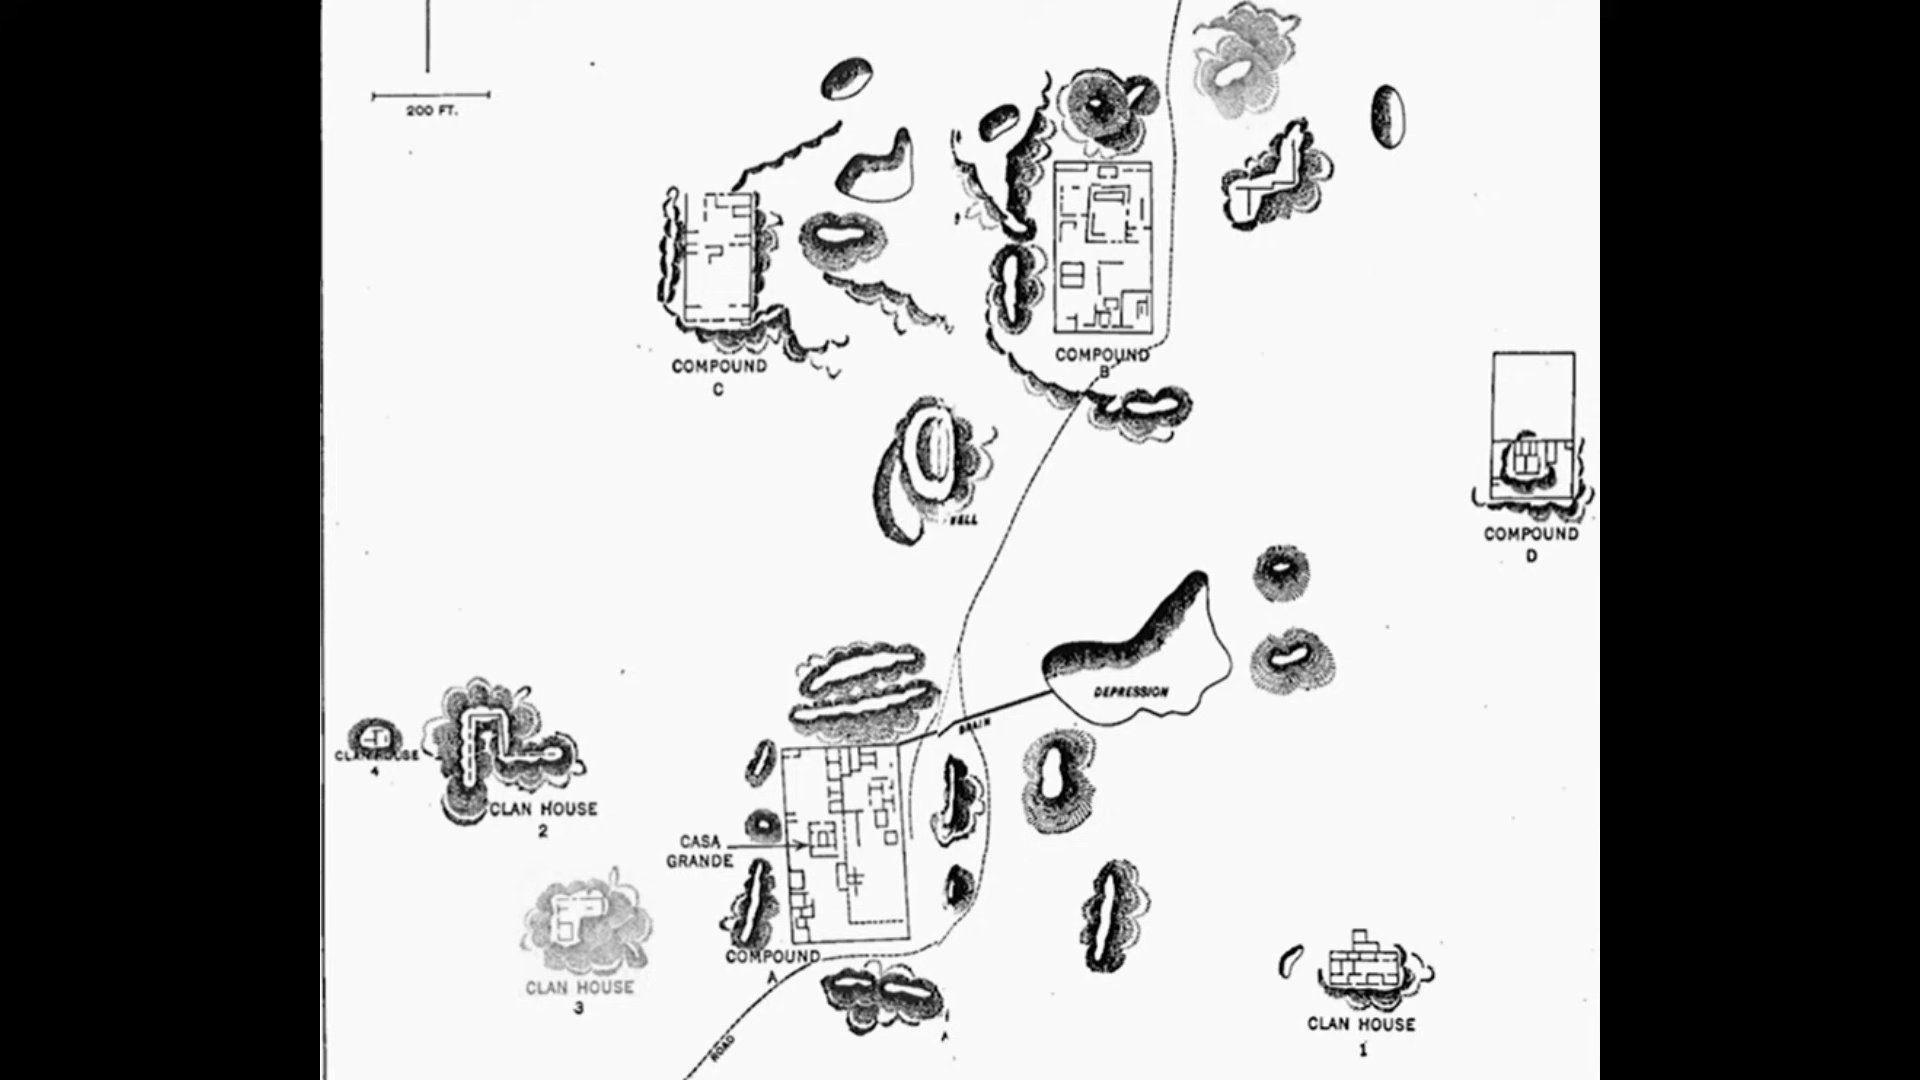 200 FT.
COMPOUND
B
COMPOUND
C
WELL
COMPOUND
D
DEPRESSION
DRAIN
CLAN HOUSE
4
CLAN HOUSE
2
CASA
GRANDE
COMPOUND
A
CLAN HOUSE
3
CLAN HOUSE
1
ROAD